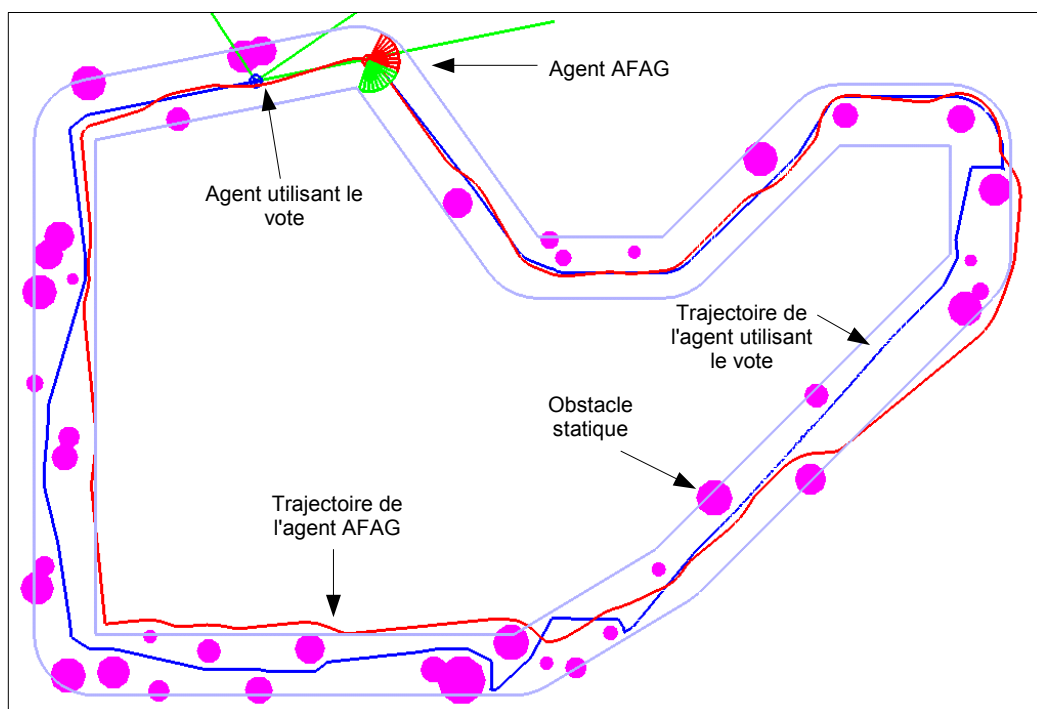 Agent AFAG
Agent utilisant le
vote
Trajectoire de
l'agent utilisant
le vote
Obstacle
statique
Trajectoire de
l'agent AFAG